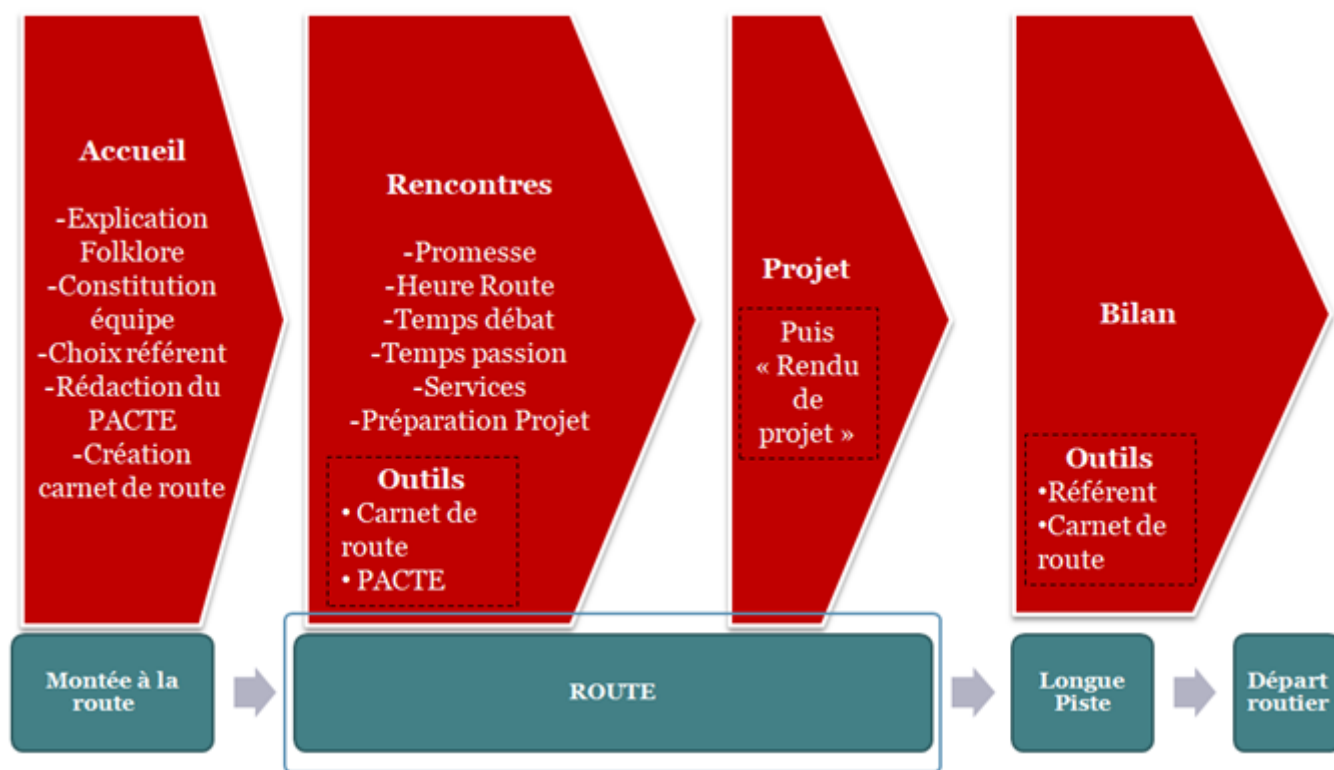 Accueil
-Explication
Folklore
-Constitution
équipe
-Choix référent
-Rédaction du
PACTE
-Création
carnet de route
Rencontres
-Promesse
-Heure Route
-Temps débat
-Temps passion
-Services
-Préparation Projet
Outils
• Carnet de
route
• PACTE
Projet
Puis
« Rendu
de
projet »
Bilan
Outils
•Référent
•Carnet de
route
Montée à la
route
ROUTE
Longue
Piste
Départ
routier